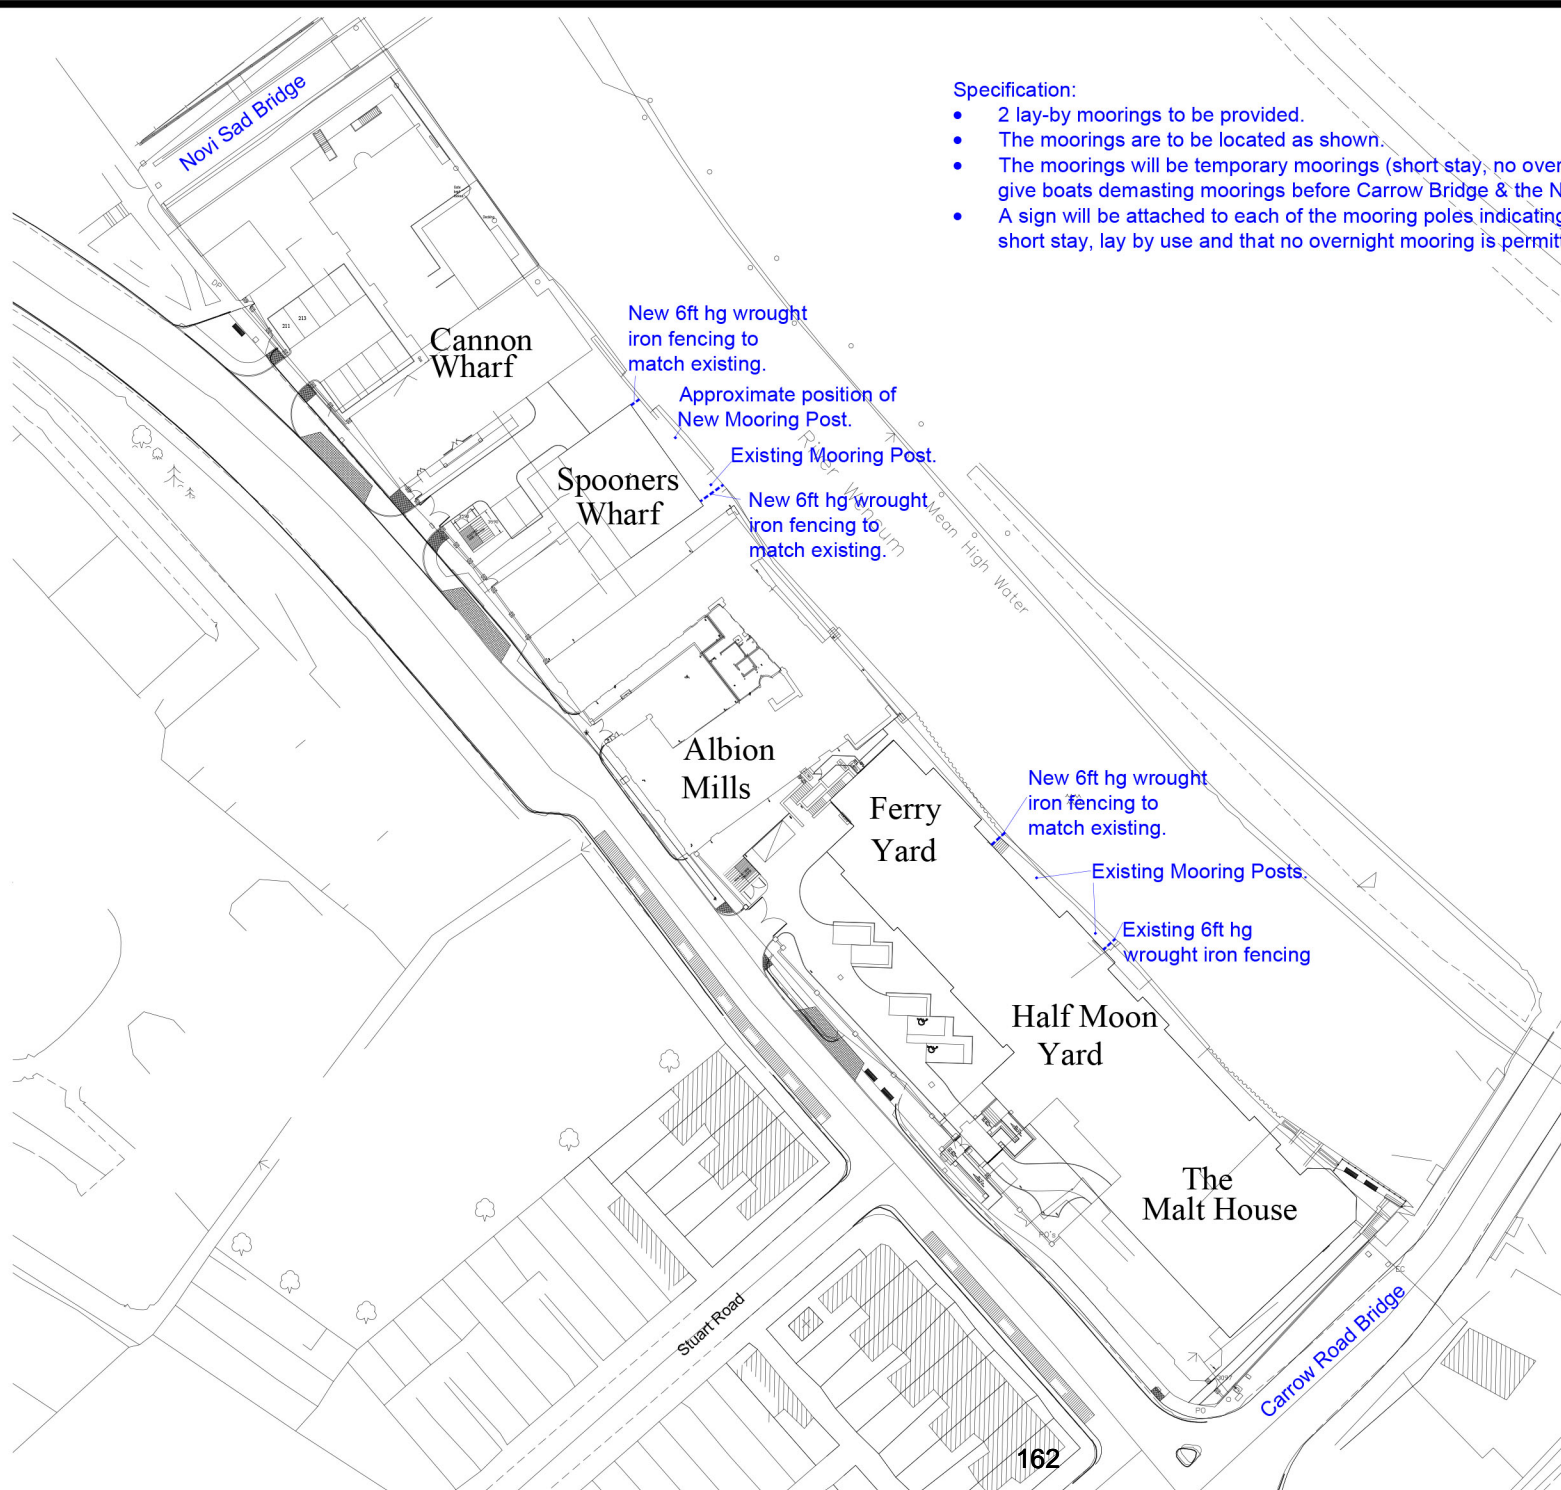 Novi Sad Bridge
Specification:
• 2 lay-by moorings to be provided.
• The moorings are to be located as shown.
• The moorings will be temporary moorings (short stay, no over
give boats demasting moorings before Carrow Bridge & the N
• A sign will be attached to each of the mooring poles indicating
short stay, lay by use and that no overnight mooring is permit
DP
211
213
Cannon
Wharf
New 6ft hg wrought
iron fencing to
match existing.
Approximate position of
New Mooring Post.
Existing Mooring Post.
River Wensum
Mean High Water
Spooners
Wharf
New 6ft hg wrought
iron fencing to
match existing.
Albion
Mills
Ferry
Yard
New 6ft hg wrought
iron fencing to
match existing.
Existing Mooring Posts.
Existing 6ft hg
wrought iron fencing
Half Moon
Yard
The
Malt House
PO's
EC
Stuart Road
Carrow Road Bridge
PO
162